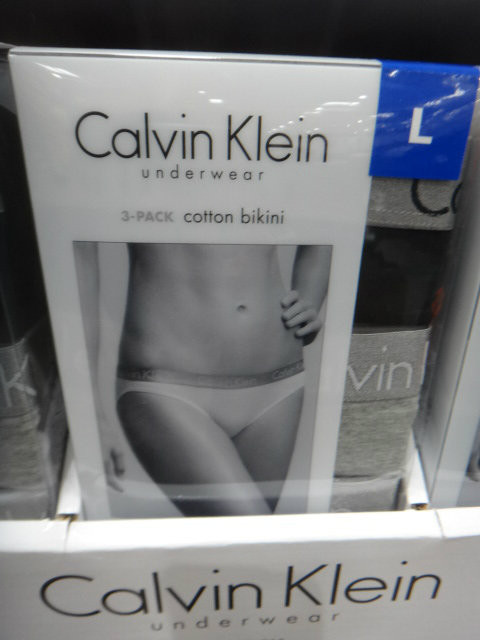 Calvin Klein
underwear
3-PACK cotton bikini
L
vin
K
Calvin Klein
underwear